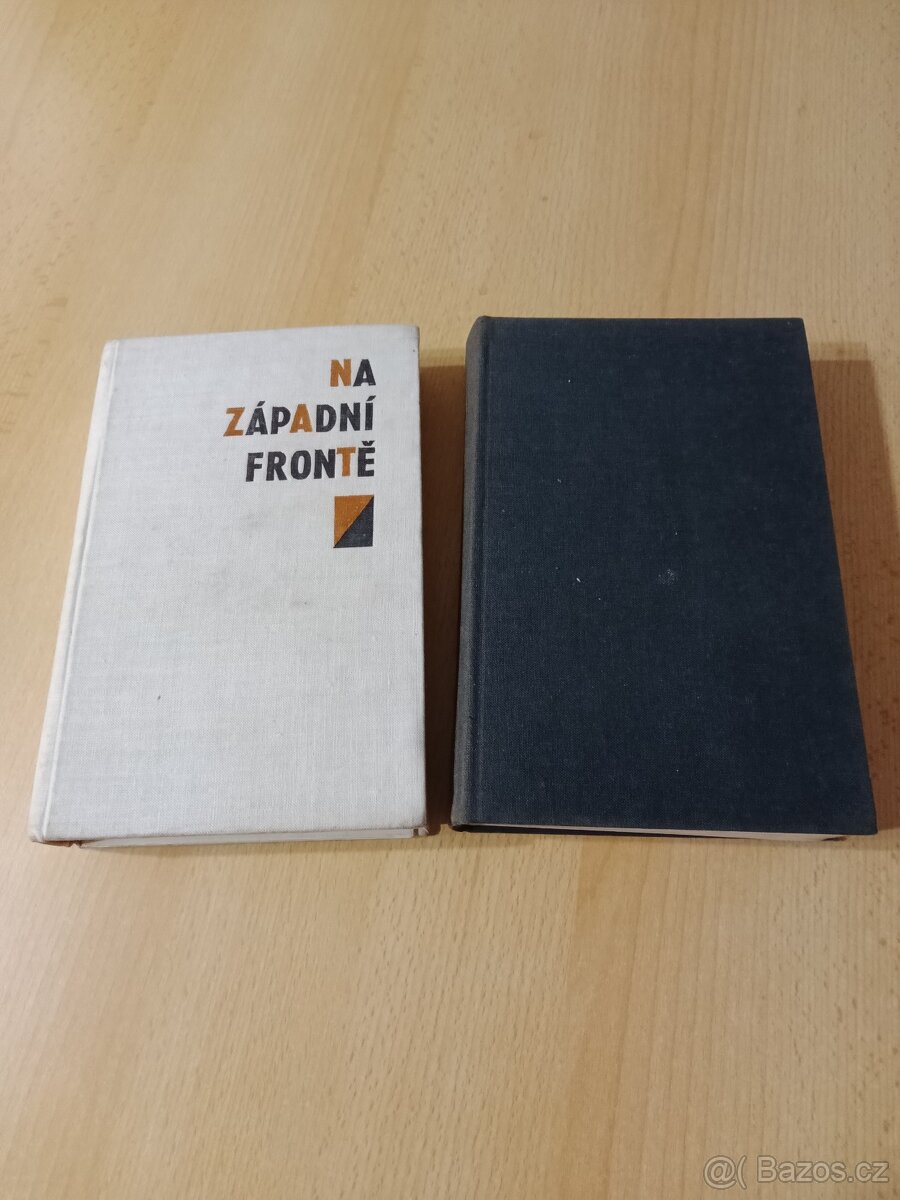 NA
ZÁPADNÍ
FRONTĚ
@( Bazos.cz